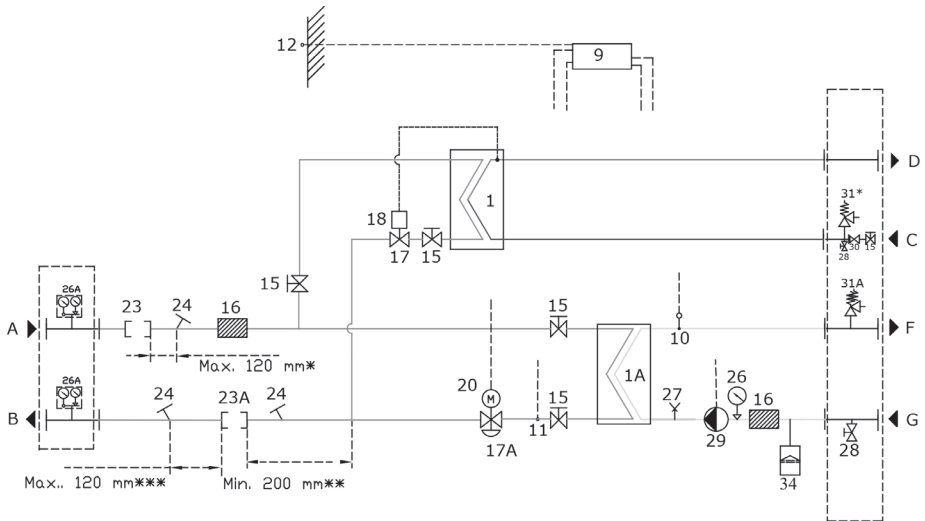 12
9
D
31*
18
1
C
17
15
30
15
28
15
26A
23
24
16
15
31A
A
F
10
Max. 120 mm*
26A
24
23A
24
20
M
15
1A
27
26
16
B
G
11
17A
29
28
34
Max.. 120 mm***
Min. 200 mm**